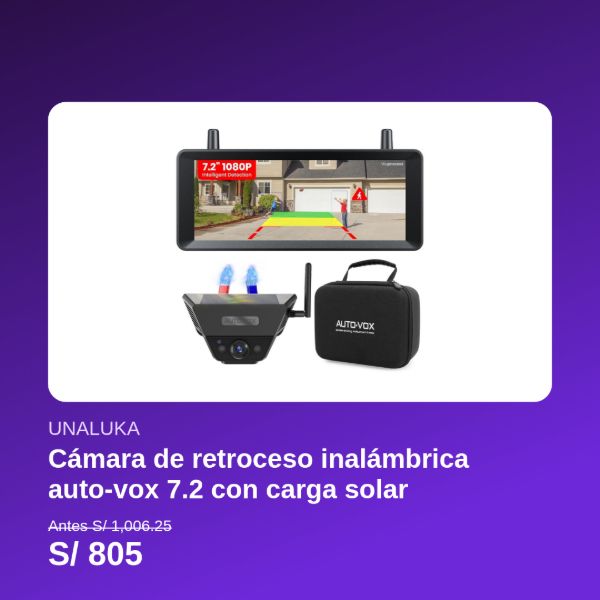 7.2" 1080P
Intelligent Detection
AUTO-VOX
UNALUKA
Cámara de retroceso inalámbrica
auto-vox 7.2 con carga solar
Antes S/ 1,006.25
S/ 805